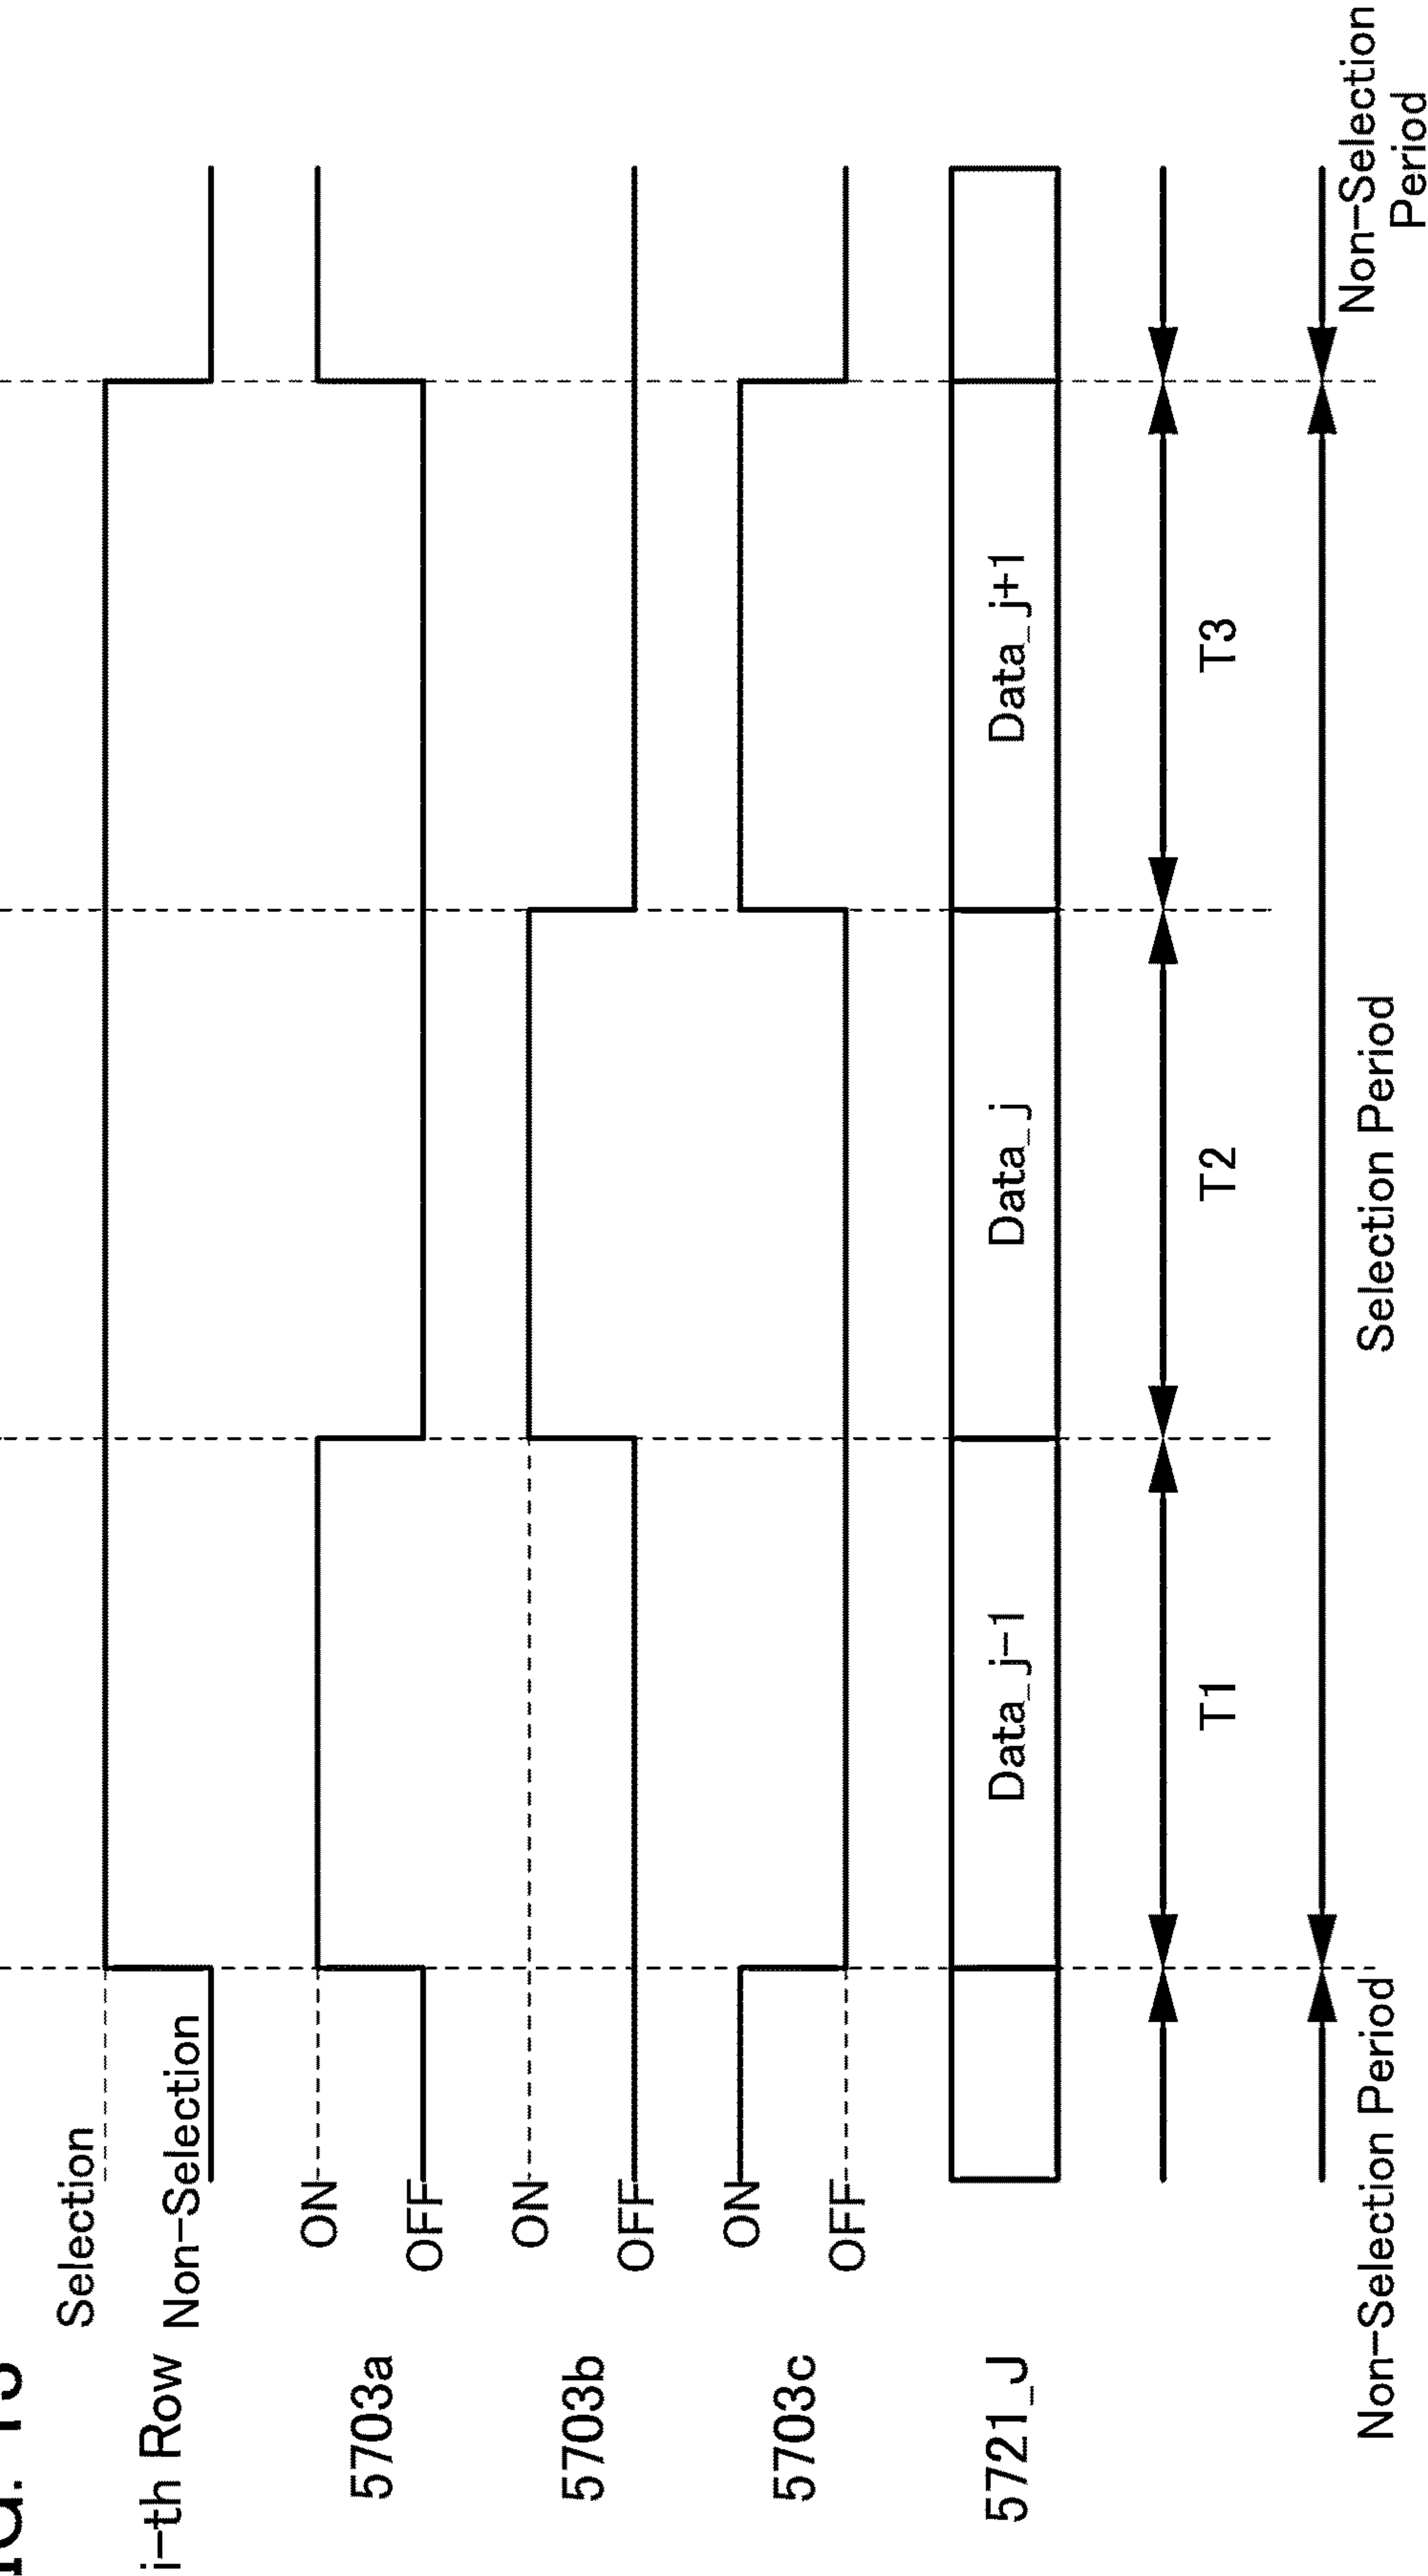 Selection
i-th Row Non-Selection
ON
5703a
OFF
ON
5703b
OFF
ON
5703c
OFF
5721_J Data_j-1 Data_j Data_j+1
T1 T2 T3
Non-Selection Period Selection Period Non-Selection
Period